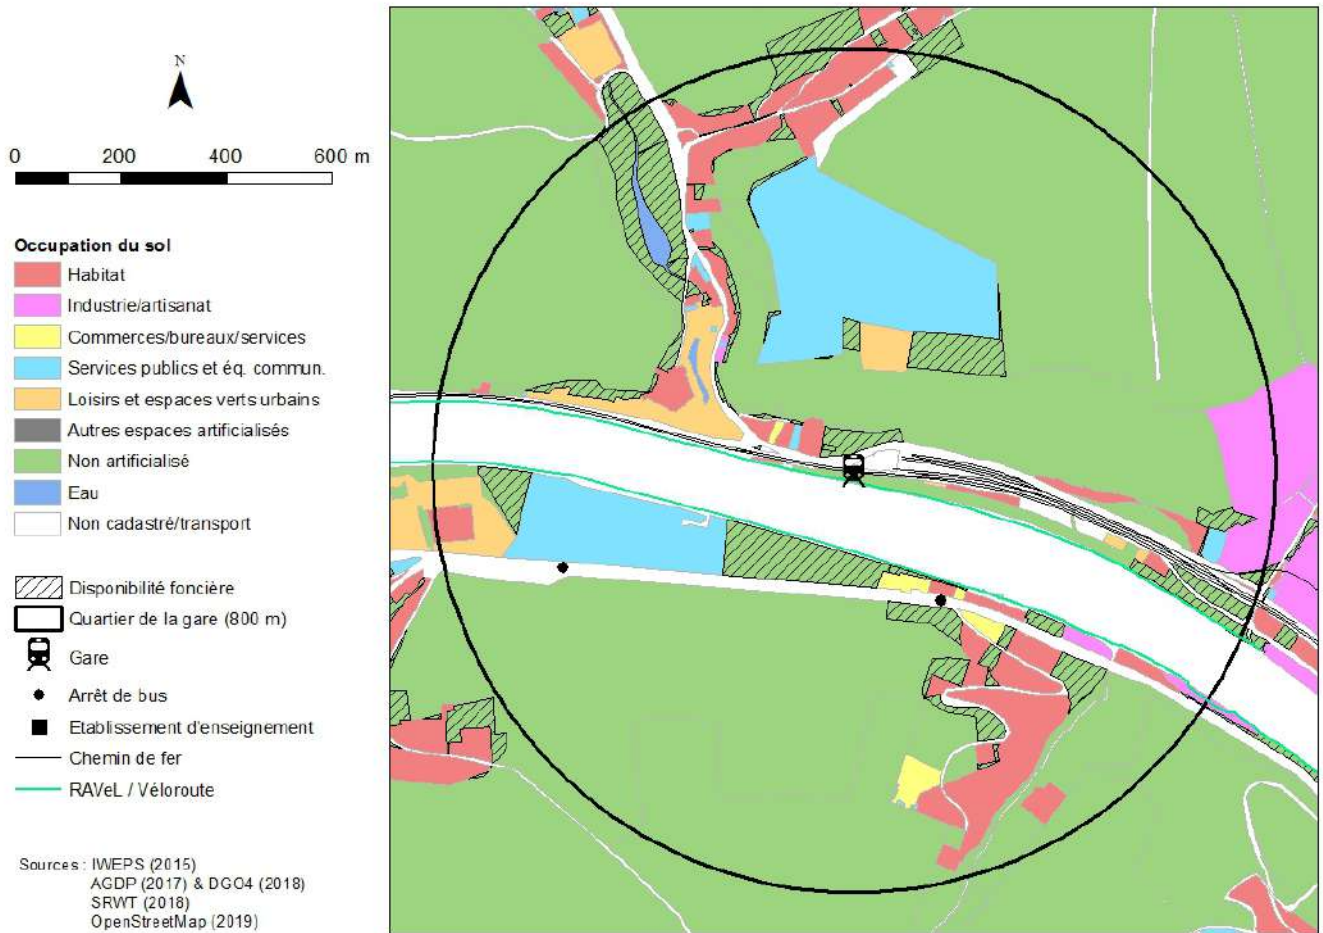 N
0 200 400 600 m
Occupation du sol
Habitat
Industrie/artisanat
Commerces/bureaux/services
Services publics et éq. commun.
Loisirs et espaces verts urbains
Autres espaces artificialisés
Non artificialisé
Eau
Non cadastré/transport
Disponibilité foncière
Quartier de la gare (800 m)
Gare
Arrêt de bus
Etablissement d'enseignement
Chemin de fer
RAVeL / Véloroute
Sources : IWEPS (2015)
AGDP (2017) & DGO4 (2018)
SRWT (2018)
OpenStreetMap (2019)